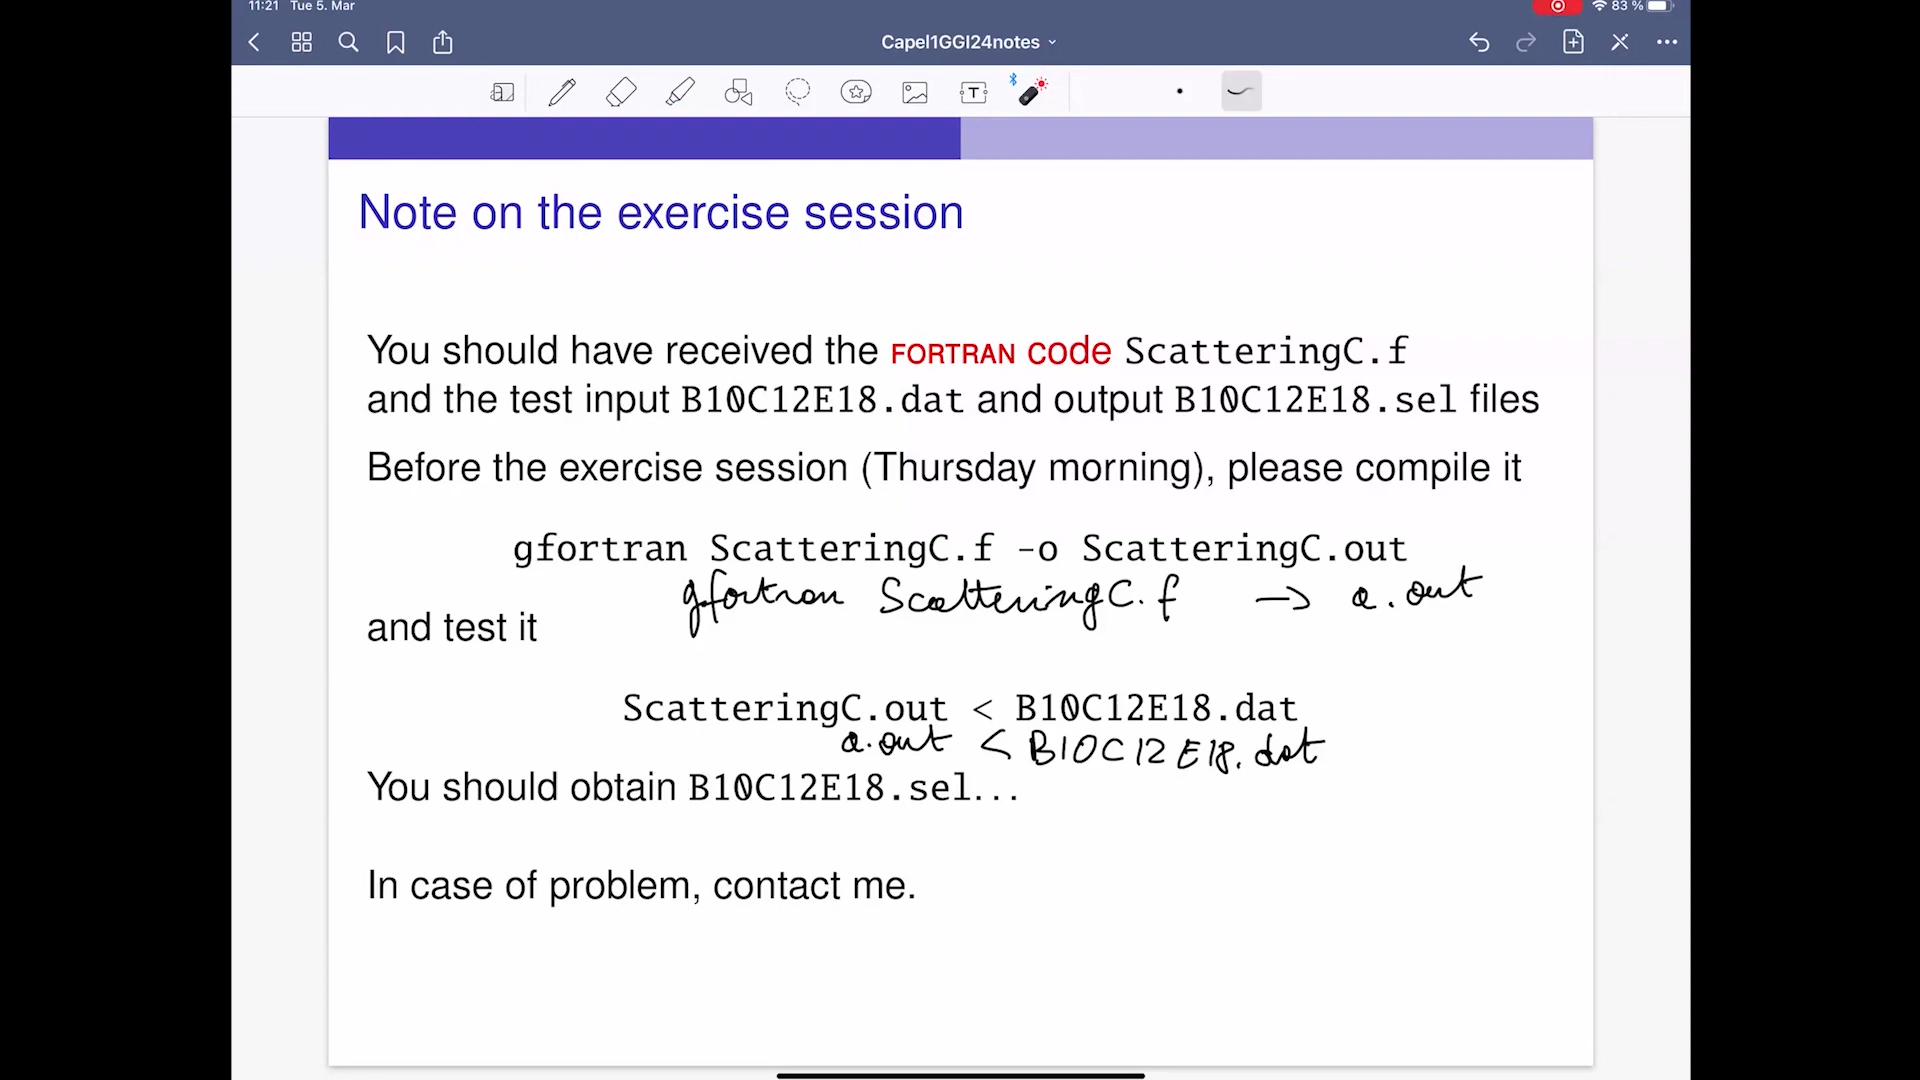 11:21 Tue 5. Mar
83 %
Capel1GGI24notes
Note on the exercise session
You should have received the FORTRAN code ScatteringC.f
and the test input B10C12E18.dat and output B10C12E18.sel files
Before the exercise session (Thursday morning), please compile it
gfortran ScatteringC.f -o ScatteringC.out
gfortran ScatteringC.f → a.out
and test it
ScatteringC.out < B10C12E18.dat
a.out < B10C12E18.dat
You should obtain B10C12E18.sel...
In case of problem, contact me.